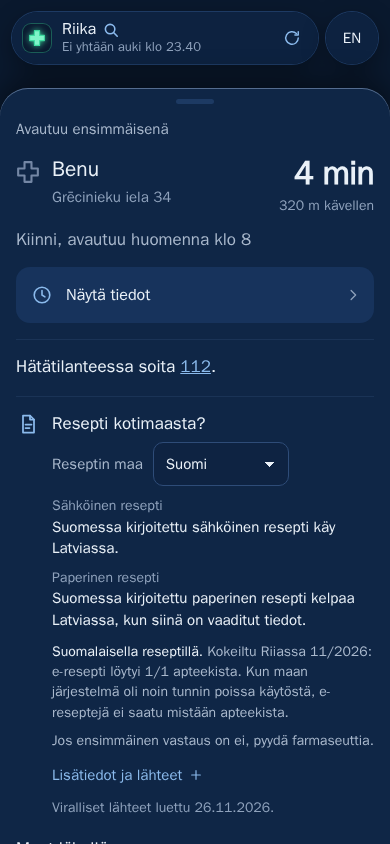 Riika
Ei yhtään auki klo 23.40
EN
Avautuu ensimmäisenä
Benu
4 min
Grēcinieku iela 34
320 m kävellen
Kiinni, avautuu huomenna klo 8
Näytä tiedot
Hätätilanteessa soita 112.
Resepti kotimaasta?
Reseptin maa
Suomi
Sähköinen resepti
Suomessa kirjoitettu sähköinen resepti käy
Latviassa.
Paperinen resepti
Suomessa kirjoitettu paperinen resepti kelpaa
Latviassa, kun siinä on vaaditut tiedot.
Suomalaisella reseptillä. Kokeiltu Riiassa 11/2026:
e-resepti löytyi 1/1 apteekista. Kun maan
järjestelmä oli noin tunnin poissa käytöstä, e-
reseptejä ei saatu mistään apteekista.
Jos ensimmäinen vastaus on ei, pyydä farmaseuttia.
Lisätiedot ja lähteet +
Viralliset lähteet luettu 26.11.2026.